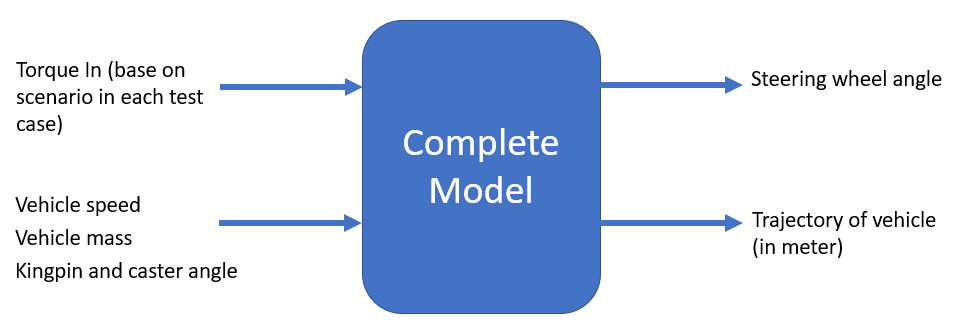 Torque In (base on
scenario in each test
case)
Vehicle speed
Vehicle mass
Kingpin and caster angle
Complete
Model
Steering wheel angle
Trajectory of vehicle
(in meter)